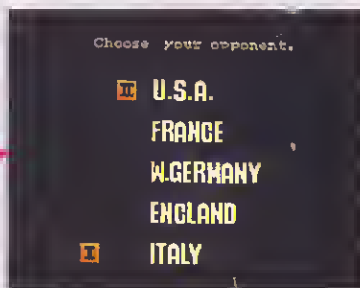 Choose your opponent.
II U.S.A.
FRANCE
W.GERMANY
ENGLAND
I ITALY